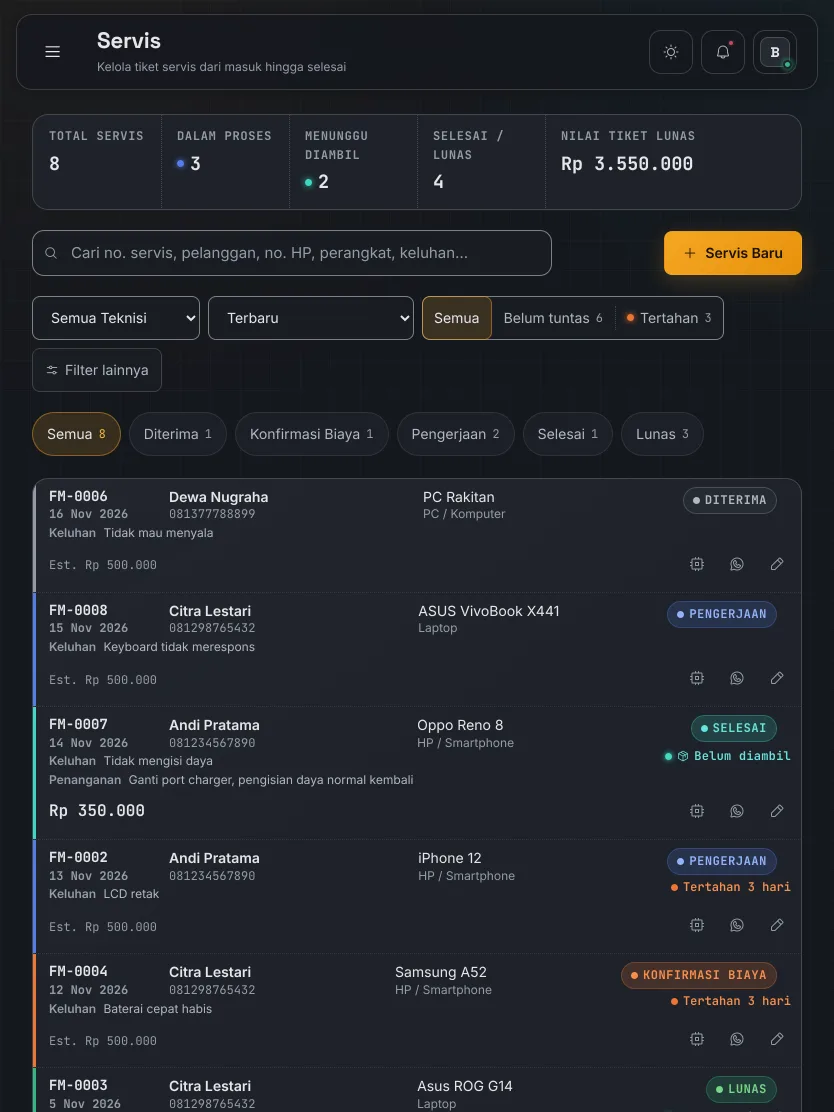 Servis
Kelola tiket servis dari masuk hingga selesai
B
TOTAL SERVIS
8
DALAM PROSES
3
MENUNGGU DIAMBIL
2
SELESAI / LUNAS
4
NILAI TIKET LUNAS
Rp 3.550.000
Cari no. servis, pelanggan, no. HP, perangkat, keluhan...
+ Servis Baru
Semua Teknisi
Terbaru
Semua
Belum tuntas 6
Tertahan 3
Filter lainnya
Semua 8
Diterima 1
Konfirmasi Biaya 1
Pengerjaan 2
Selesai 1
Lunas 3
FM-0006 Dewa Nugraha PC Rakitan DITERIMA
16 Nov 2026 081377788899 PC / Komputer
Keluhan Tidak mau menyala
Est. Rp 500.000
FM-0008 Citra Lestari ASUS VivoBook X441 PENGERJAAN
15 Nov 2026 081298765432 Laptop
Keluhan Keyboard tidak merespons
Est. Rp 500.000
FM-0007 Andi Pratama Oppo Reno 8 SELESAI
14 Nov 2026 081234567890 HP / Smartphone
Belum diambil
Keluhan Tidak mengisi daya
Penanganan Ganti port charger, pengisian daya normal kembali
Rp 350.000
FM-0002 Andi Pratama iPhone 12 PENGERJAAN
13 Nov 2026 081234567890 HP / Smartphone
Tertahan 3 hari
Keluhan LCD retak
Est. Rp 500.000
FM-0004 Citra Lestari Samsung A52 KONFIRMASI BIAYA
12 Nov 2026 081298765432 HP / Smartphone
Tertahan 3 hari
Keluhan Baterai cepat habis
Est. Rp 500.000
FM-0003 Citra Lestari Asus ROG G14 LUNAS
5 Nov 2026 081298765432 Laptop